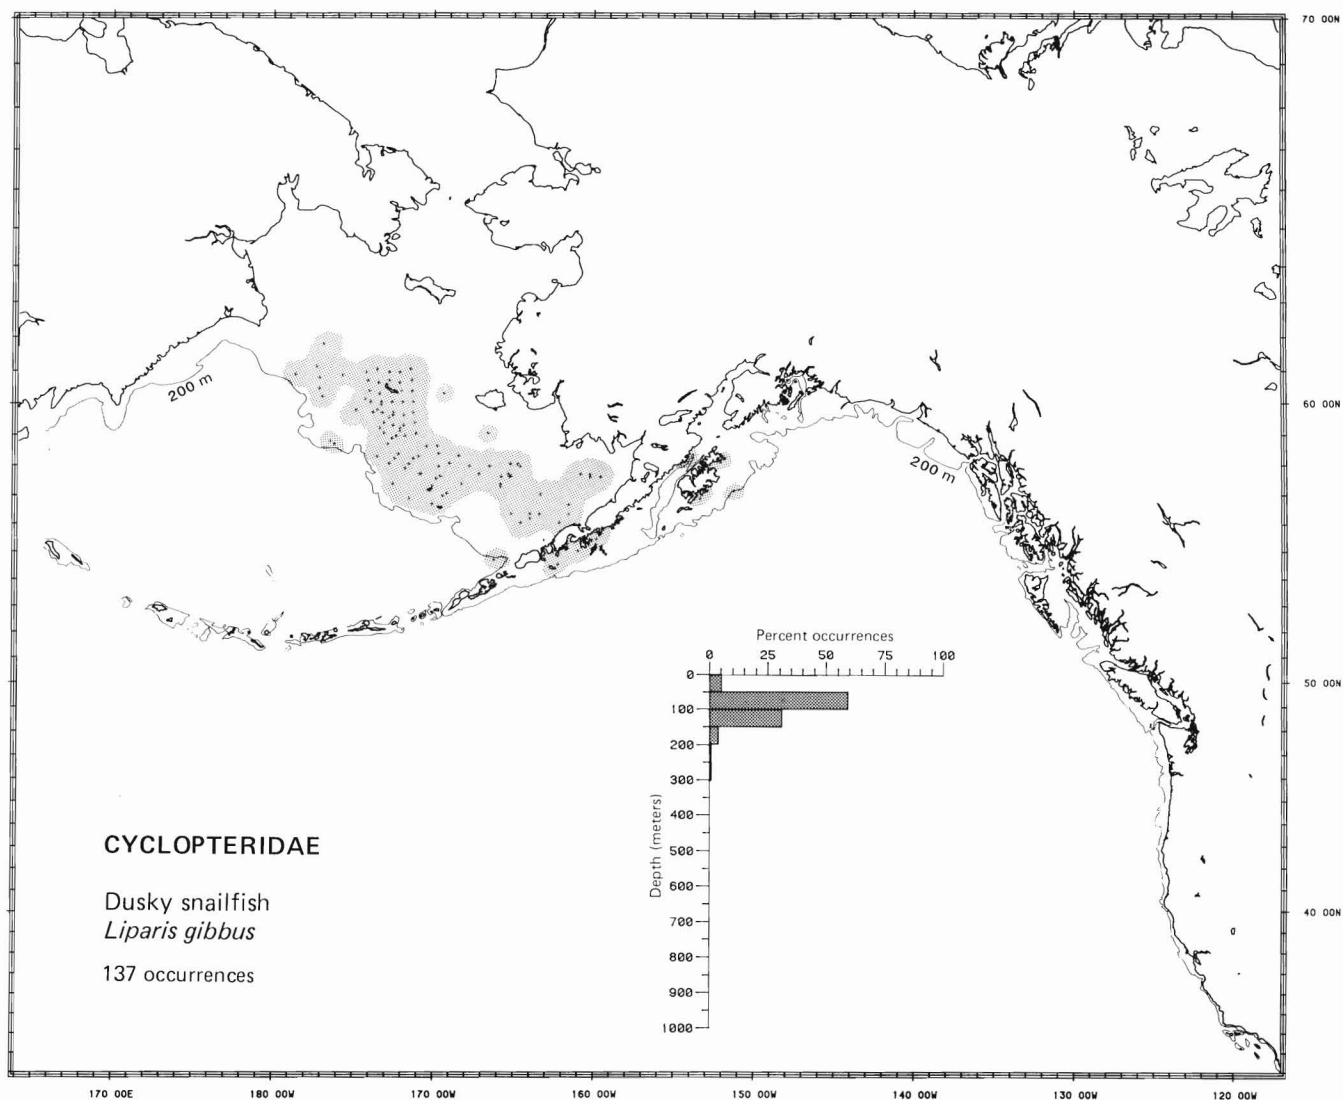 70 00N
200 m
60 00N
200 m
Percent occurrences
0 25 50 75 100
0
50 00N
100
200
300
400
500
600
700
800
900
1000
Depth (meters)
CYCLOPTERIDAE
Dusky snailfish
Liparis gibbus
137 occurrences
40 00N
170 00E 180 00W 170 00W 160 00W 150 00W 140 00W 130 00W 120 00W